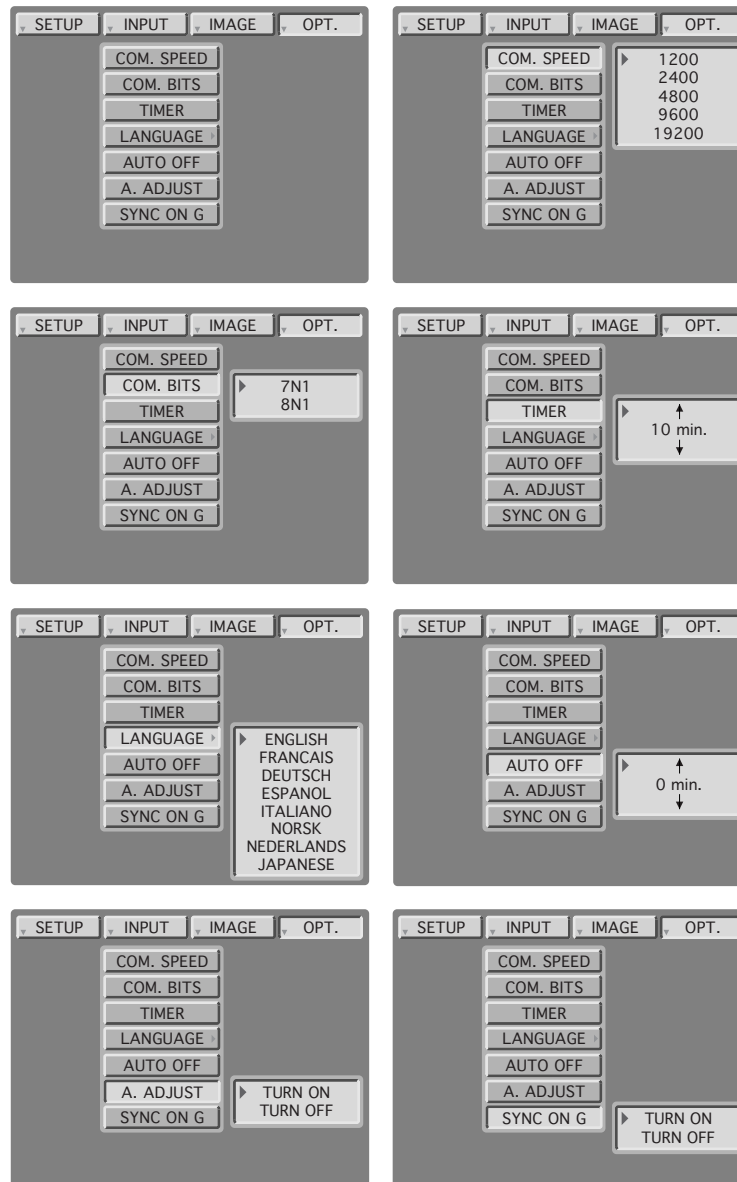 SETUP INPUT IMAGE OPT.
COM. SPEED
COM. BITS
TIMER
LANGUAGE
AUTO OFF
A. ADJUST
SYNC ON G
SETUP INPUT IMAGE OPT.
COM. SPEED
COM. BITS
TIMER
LANGUAGE
AUTO OFF
A. ADJUST
SYNC ON G
1200
2400
4800
9600
19200
SETUP INPUT IMAGE OPT.
COM. SPEED
COM. BITS
TIMER
LANGUAGE
AUTO OFF
A. ADJUST
SYNC ON G
7N1
8N1
SETUP INPUT IMAGE OPT.
COM. SPEED
COM. BITS
TIMER
LANGUAGE
AUTO OFF
A. ADJUST
SYNC ON G
10 min.
SETUP INPUT IMAGE OPT.
COM. SPEED
COM. BITS
TIMER
LANGUAGE
AUTO OFF
A. ADJUST
SYNC ON G
ENGLISH
FRANCAIS
DEUTSCH
ESPANOL
ITALIANO
NORSK
NEDERLANDS
JAPANESE
SETUP INPUT IMAGE OPT.
COM. SPEED
COM. BITS
TIMER
LANGUAGE
AUTO OFF
A. ADJUST
SYNC ON G
0 min.
SETUP INPUT IMAGE OPT.
COM. SPEED
COM. BITS
TIMER
LANGUAGE
AUTO OFF
A. ADJUST
SYNC ON G
TURN ON
TURN OFF
SETUP INPUT IMAGE OPT.
COM. SPEED
COM. BITS
TIMER
LANGUAGE
AUTO OFF
A. ADJUST
SYNC ON G
TURN ON
TURN OFF